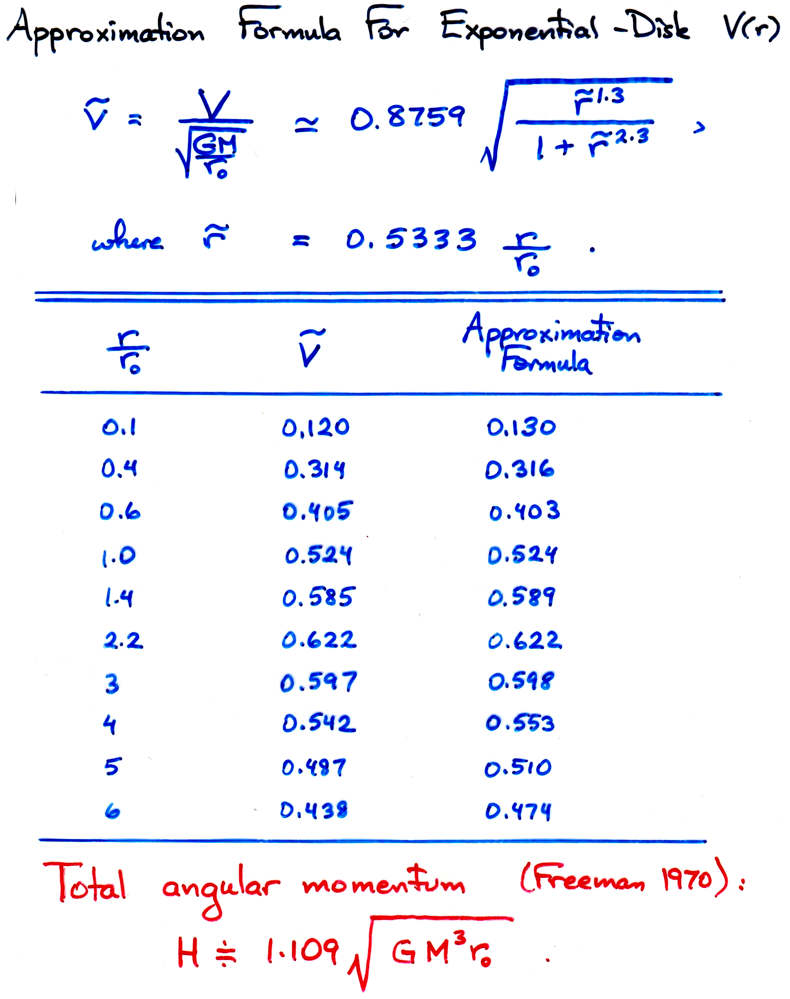 Approximation Formula For Exponential-Disk V(r)
Ṽ = V / √(GM/r₀) ≃ 0.8759 √(r̃^1.3 / (1 + r̃^2.3)) ,
where r̃ = 0.5333 r/r₀ .
r/r₀ Ṽ Approximation Formula
0.1 0.120 0.130
0.4 0.314 0.316
0.6 0.405 0.403
1.0 0.524 0.524
1.4 0.585 0.589
2.2 0.622 0.622
3 0.597 0.598
4 0.542 0.553
5 0.487 0.510
6 0.438 0.474
Total angular momentum (Freeman 1970):
H ≑ 1.109 √(GM³r₀) .